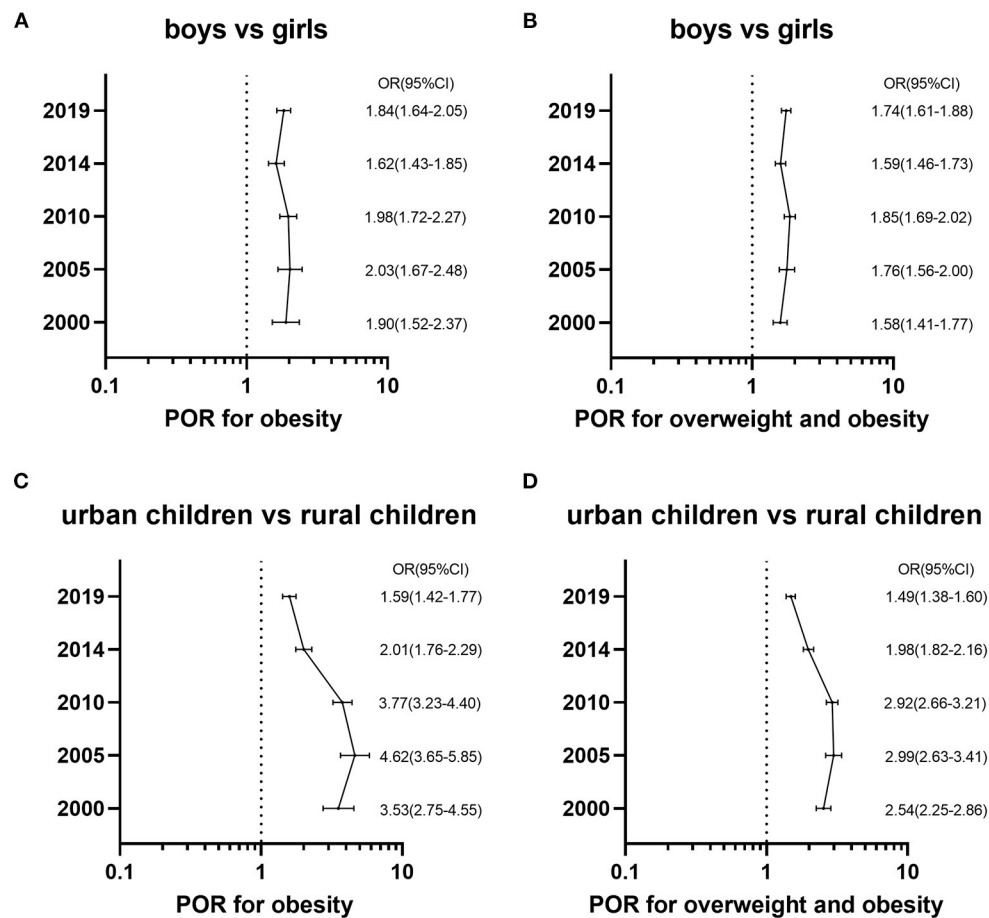 A
boys vs girls
OR(95%CI)
2019 1.84(1.64-2.05)
2014 1.62(1.43-1.85)
2010 1.98(1.72-2.27)
2005 2.03(1.67-2.48)
2000 1.90(1.52-2.37)
0.1 1 10
POR for obesity
B
boys vs girls
OR(95%CI)
2019 1.74(1.61-1.88)
2014 1.59(1.46-1.73)
2010 1.85(1.69-2.02)
2005 1.76(1.56-2.00)
2000 1.58(1.41-1.77)
0.1 1 10
POR for overweight and obesity
C
urban children vs rural children
OR(95%CI)
2019 1.59(1.42-1.77)
2014 2.01(1.76-2.29)
2010 3.77(3.23-4.40)
2005 4.62(3.65-5.85)
2000 3.53(2.75-4.55)
0.1 1 10
POR for obesity
D
urban children vs rural children
OR(95%CI)
2019 1.49(1.38-1.60)
2014 1.98(1.82-2.16)
2010 2.92(2.66-3.21)
2005 2.99(2.63-3.41)
2000 2.54(2.25-2.86)
0.1 1 10
POR for overweight and obesity